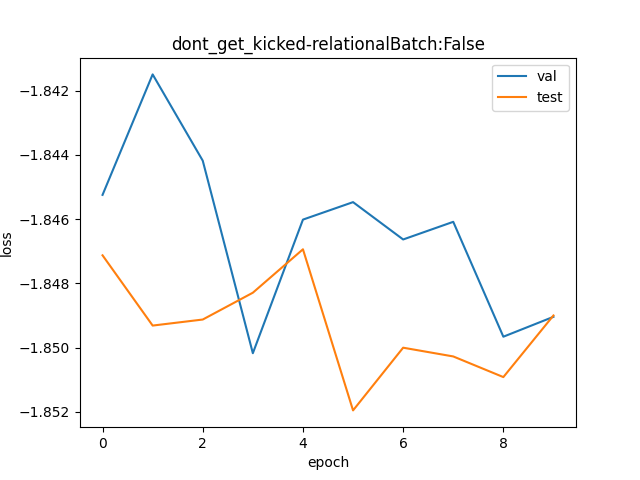 dont_get_kicked-relationalBatch:False
val
test
loss
−1.842
−1.844
−1.846
−1.848
−1.850
−1.852
0
2
4
6
8
epoch